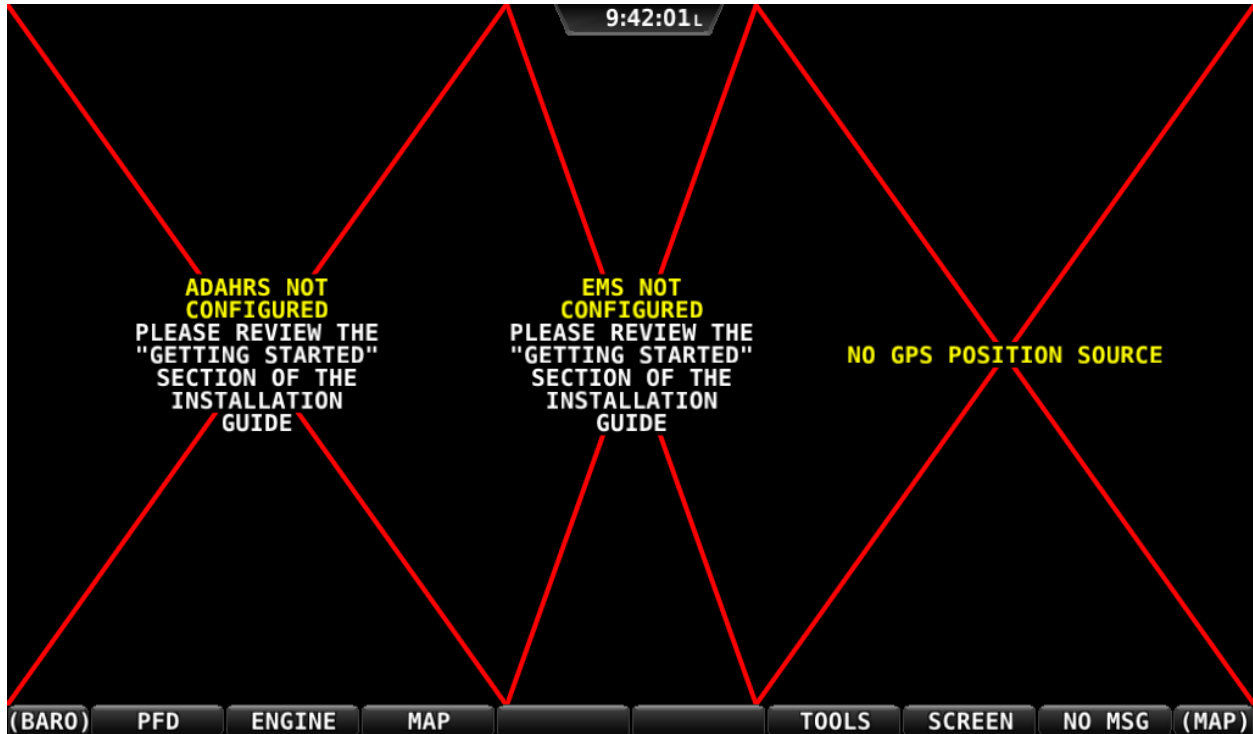 9:42:01L
ADAHRS NOT
CONFIGURED
PLEASE REVIEW THE
"GETTING STARTED"
SECTION OF THE
INSTALLATION
GUIDE
EMS NOT
CONFIGURED
PLEASE REVIEW THE
"GETTING STARTED"
SECTION OF THE
INSTALLATION
GUIDE
NO GPS POSITION SOURCE
(BARO) PFD ENGINE MAP TOOLS SCREEN NO MSG (MAP)